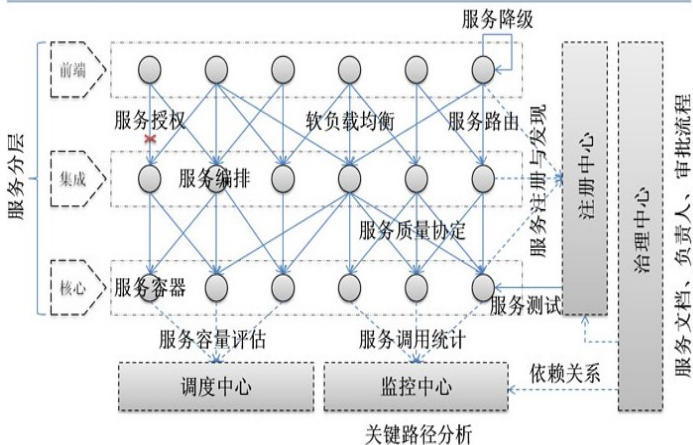 服务降级
服务分层
前端
服务授权
软负载均衡
服务路由
集成
服务编排
服务质量协定
服务注册与发现
注册中心
治理中心
服务文档、负责人、审批流程
核心
服务容器
服务测试
服务容量评估
服务调用统计
调度中心
监控中心
依赖关系
关键路径分析